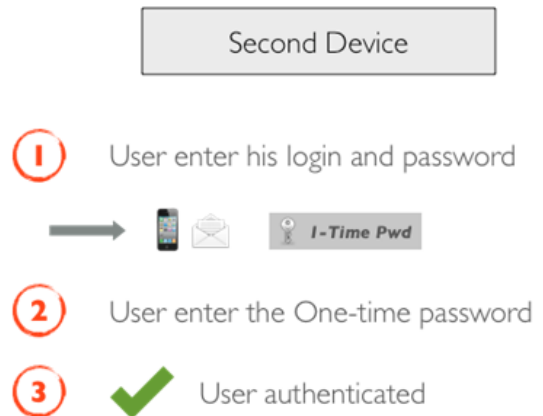 Second Device
1 User enter his login and password
1-Time Pwd
2 User enter the One-time password
3 User authenticated